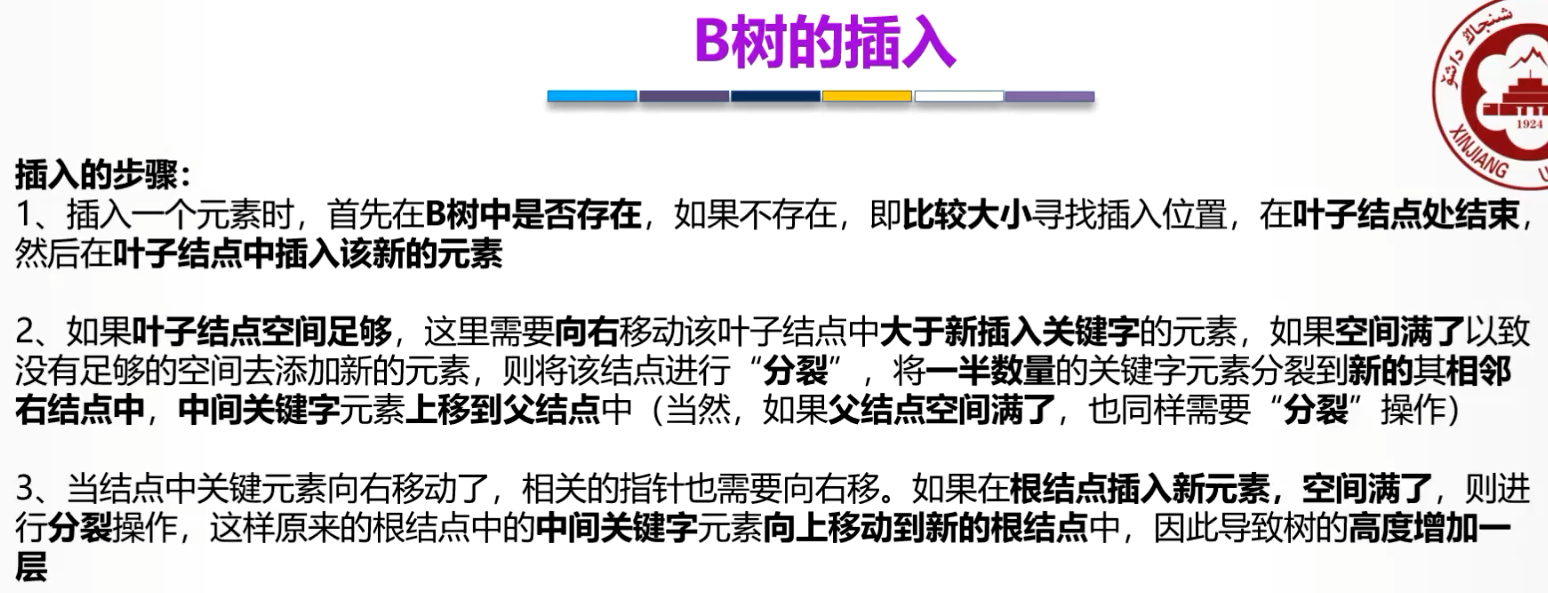 B树的插入
شىنجاڭ داشۆ
1924
XINJIANG U
插入的步骤：
1、插入一个元素时，首先在B树中是否存在，如果不存在，即比较大小寻找插入位置，在叶子结点处结束，
然后在叶子结点中插入该新的元素
2、如果叶子结点空间足够，这里需要向右移动该叶子结点中大于新插入关键字的元素，如果空间满了以致
没有足够的空间去添加新的元素，则将该结点进行“分裂”，将一半数量的关键字元素分裂到新的其相邻
右结点中，中间关键字元素上移到父结点中（当然，如果父结点空间满了，也同样需要“分裂”操作）
3、当结点中关键元素向右移动了，相关的指针也需要向右移。如果在根结点插入新元素，空间满了，则进
行分裂操作，这样原来的根结点中的中间关键字元素向上移动到新的根结点中，因此导致树的高度增加一
层